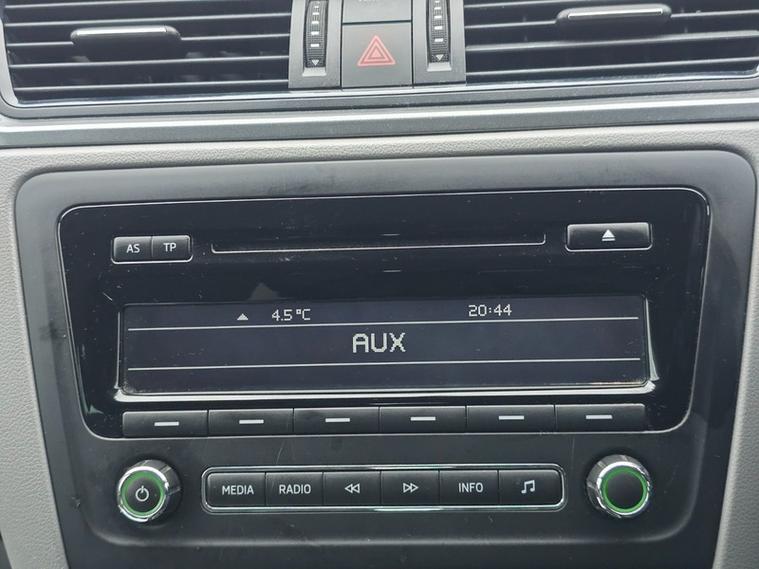 AS TP
4.5 °C 20:44
AUX
MEDIA RADIO INFO